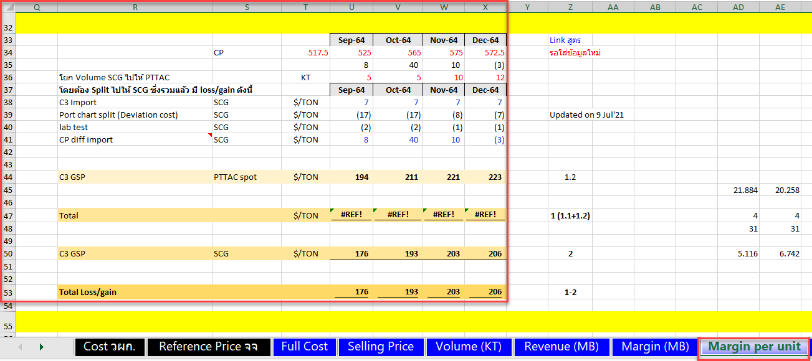 Q R S T U V W X Y Z AA AB AC AD AE
32
33 Sep-64 Oct-64 Nov-64 Dec-64 Link สูตร
34 CP 517.5 525 565 575 572.5 รอใส่ข้อมูลใหม่
35 8 40 10 (3)
36 โยก Volume SCG ไปให้ PTTAC KT 5 5 10 12
37 โดยต้อง Split ไปให้ SCG ซึ่งรวมแล้ว มี loss/gain ดังนี้ Sep-64 Oct-64 Nov-64 Dec-64
38 C3 Import SCG $/TON 7 7 7 7
39 Port chart split (Deviation cost) SCG $/TON (17) (17) (8) (7) Updated on 9 Jul'21
40 lab test SCG $/TON (2) (2) (1) (1)
41 CP diff import SCG $/TON 8 40 10 (3)
42
43
44 C3 GSP PTTAC spot $/TON 194 211 221 223 1.2
45 21.884 20.258
46
47 Total $/TON #REF! #REF! #REF! #REF! 1 (1.1+1.2) 4 4
48 31 31
49
50 C3 GSP SCG $/TON 176 193 203 206 2 5.116 6.742
51
52
53 Total Loss/gain 176 193 203 206 1-2
54
55
Cost วผก. Reference Price จจ Full Cost Selling Price Volume (KT) Revenue (MB) Margin (MB) Margin per unit